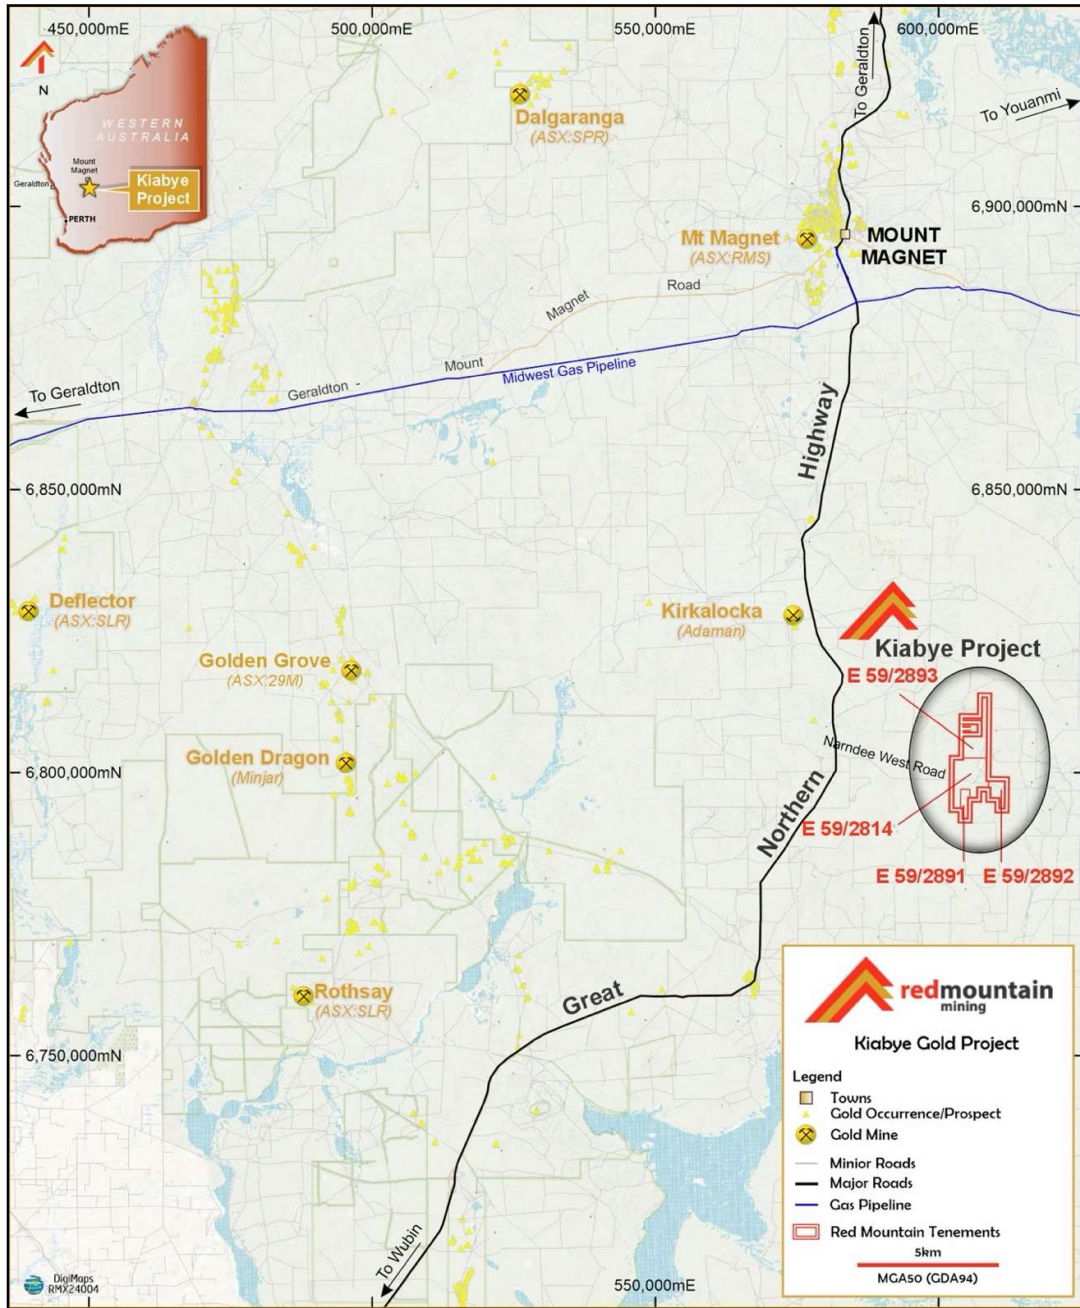 450,000mE
500,000mE
550,000mE
600,000mE
N
WESTERN
AUSTRALIA
Mount
Magnet
Geraldton
Kiabye
Project
PERTH
Dalgaranga
(ASX:SPR)
To Geraldton
To Youanmi
6,900,000mN
Mt Magnet
(ASX:RMS)
MOUNT
MAGNET
Geraldton - Mount Magnet Road
Midwest Gas Pipeline
To Geraldton
Highway
6,850,000mN
6,850,000mN
Deflector
(ASX:SLR)
Kirkalocka
(Adaman)
Golden Grove
(ASX:29M)
Kiabye Project
E 59/2893
Golden Dragon
(Minjar)
6,800,000mN
Narndee West Road
Northern
E 59/2814
E 59/2891
E 59/2892
Rothsay
(ASX:SLR)
Great
6,750,000mN
To Wubin
550,000mE
DigiMaps
RMX24004
redmountain
mining
Kiabye Gold Project
Legend
Towns
Gold Occurrence/Prospect
Gold Mine
Minior Roads
Major Roads
Gas Pipeline
Red Mountain Tenements
5km
MGA50 (GDA94)